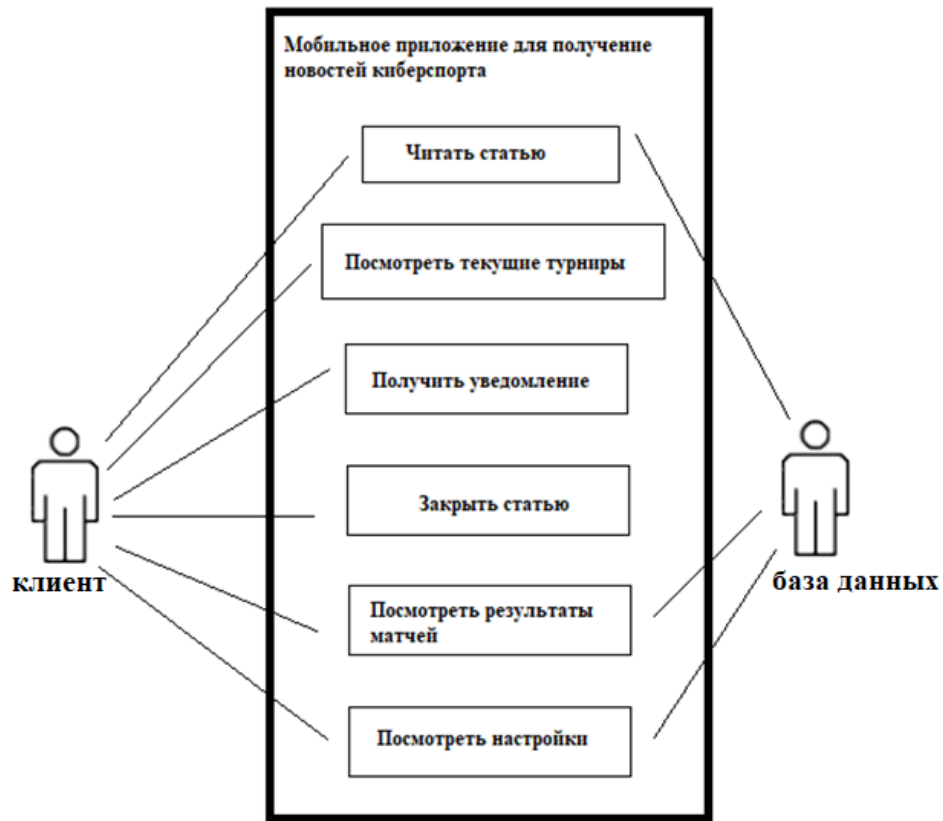 Мобильное приложение для получение
новостей киберспорта
Читать статью
Посмотреть текущие турниры
Получить уведомление
Закрыть статью
Посмотреть результаты
матчей
Посмотреть настройки
клиент
база данных